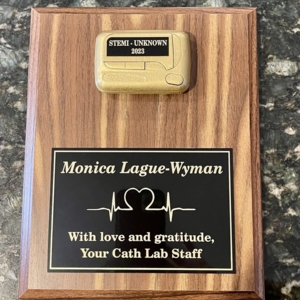 STEMI - UNKNOWN
2023
Monica Lague-Wyman
With love and gratitude,
Your Cath Lab Staff